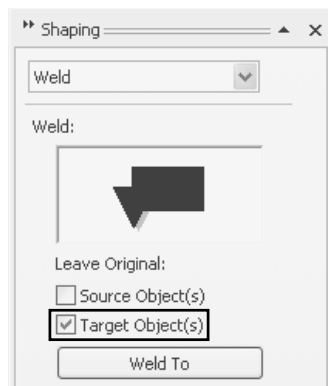 Shaping
Weld
Weld:
Leave Original:
Source Object(s)
Target Object(s)
Weld To